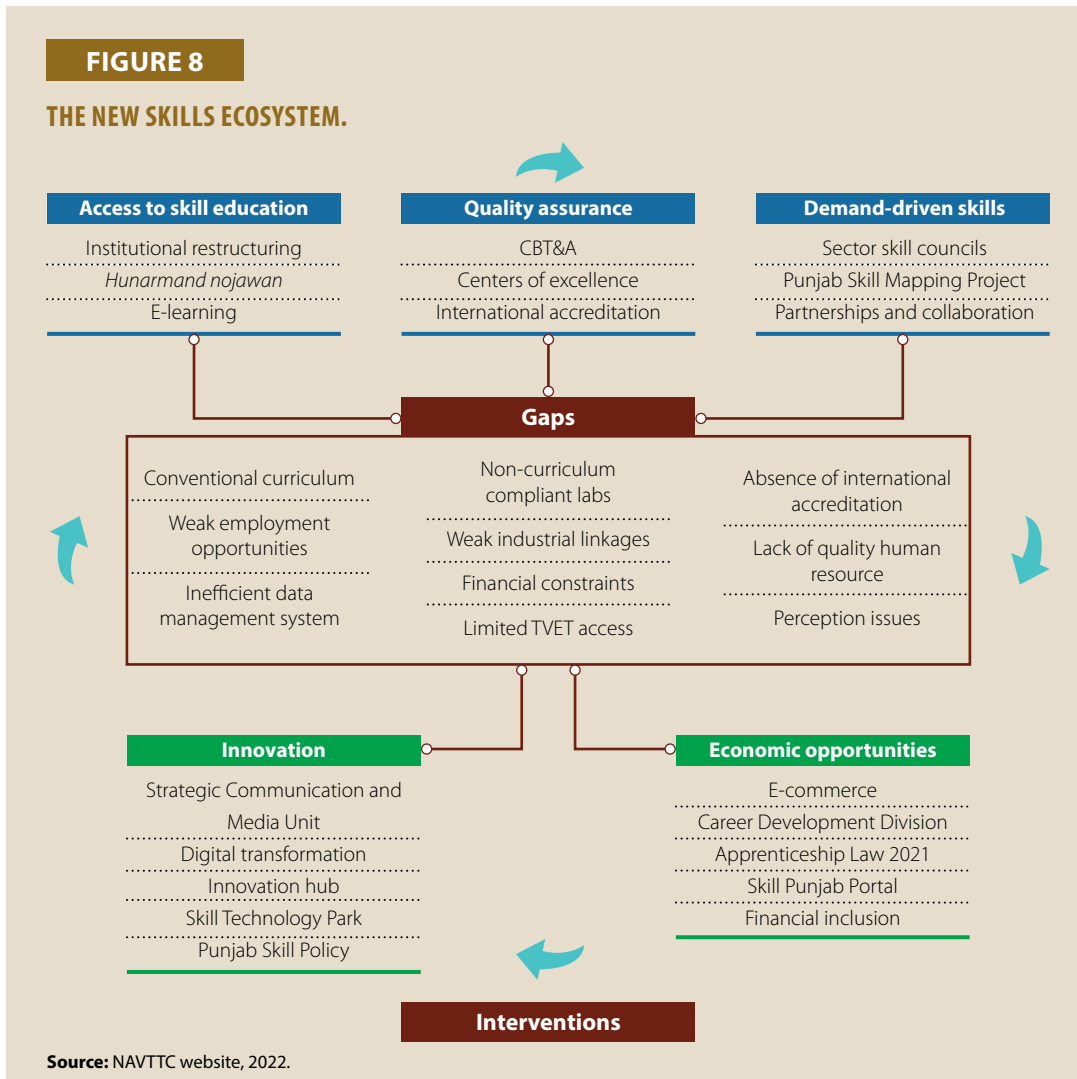 FIGURE 8
THE NEW SKILLS ECOSYSTEM.
Access to skill education
Institutional restructuring
Hunarmand nojawan
E-learning
Quality assurance
CBT&A
Centers of excellence
International accreditation
Demand-driven skills
Sector skill councils
Punjab Skill Mapping Project
Partnerships and collaboration
Gaps
Conventional curriculum
Weak employment
opportunities
Inefficient data
management system
Non-curriculum
compliant labs
Weak industrial linkages
Financial constraints
Limited TVET access
Absence of international
accreditation
Lack of quality human
resource
Perception issues
Innovation
Strategic Communication and
Media Unit
Digital transformation
Innovation hub
Skill Technology Park
Punjab Skill Policy
Economic opportunities
E-commerce
Career Development Division
Apprenticeship Law 2021
Skill Punjab Portal
Financial inclusion
Interventions
Source: NAVTTC website, 2022.